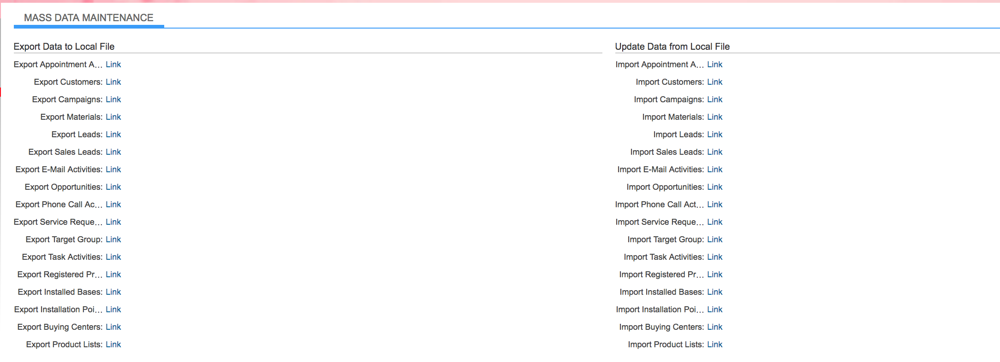 MASS DATA MAINTENANCE
Export Data to Local File
Export Appointment A... Link
Export Customers: Link
Export Campaigns: Link
Export Materials: Link
Export Leads: Link
Export Sales Leads: Link
Export E-Mail Activities: Link
Export Opportunities: Link
Export Phone Call Ac... Link
Export Service Reque... Link
Export Target Group: Link
Export Task Activities: Link
Export Registered Pr... Link
Export Installed Bases: Link
Export Installation Poi... Link
Export Buying Centers: Link
Export Product Lists: Link
Update Data from Local File
Import Appointment A... Link
Import Customers: Link
Import Campaigns: Link
Import Materials: Link
Import Leads: Link
Import Sales Leads: Link
Import E-Mail Activities: Link
Import Opportunities: Link
Import Phone Call Act... Link
Import Service Reque... Link
Import Target Group: Link
Import Task Activities: Link
Import Registered Pr... Link
Import Installed Bases: Link
Import Installation Poi... Link
Import Buying Centers: Link
Import Product Lists: Link